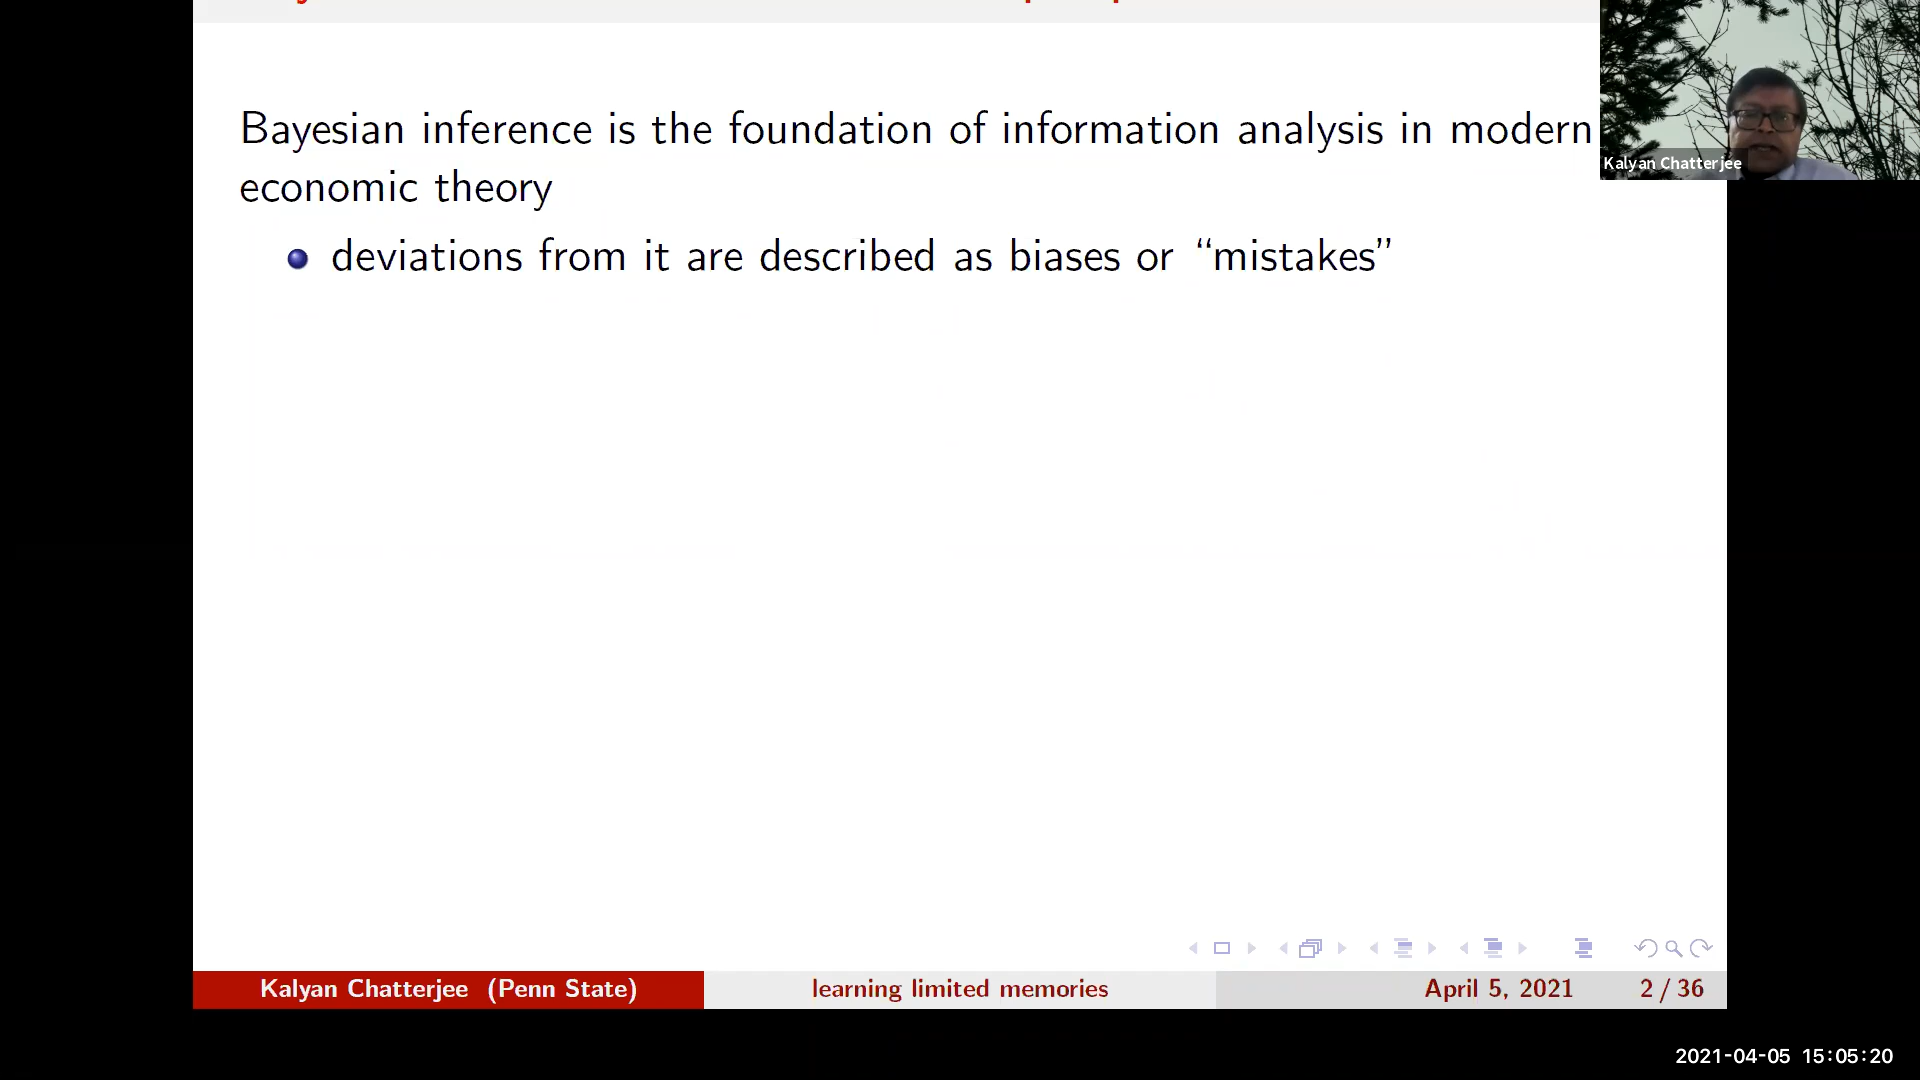 Bayesian inference is the foundation of information analysis in modern
economic theory
deviations from it are described as biases or “mistakes”
Kalyan Chatterjee
Kalyan Chatterjee (Penn State)
learning limited memories
April 5, 2021
2 / 36
2021-04-05 15:05:20